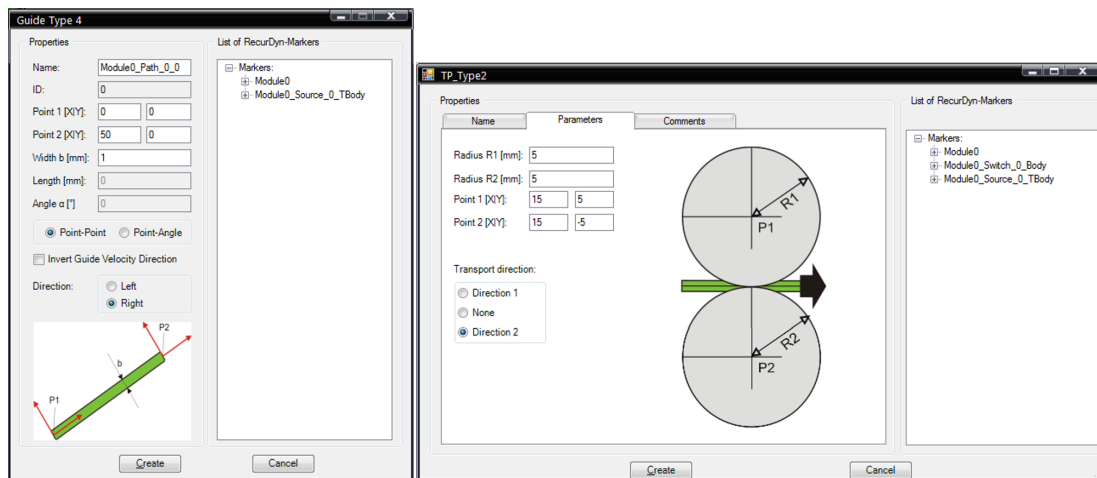 Guide Type 4
Properties
Name: Module0_Path_0_0
ID: 0
Point 1 [X|Y]: 0 0
Point 2 [X|Y]: 50 0
Width b [mm]: 1
Length [mm]: 0
Angle α [°] 0
Point-Point Point-Angle
Invert Guide Velocity Direction
Direction: Left
Right
P2
b
P1
List of RecurDyn-Markers
Markers:
Module0
Module0_Source_0_TBody
Create Cancel
TP_Type2
Properties
Name Parameters Comments
Radius R1 [mm]: 5
Radius R2 [mm]: 5
Point 1 [X|Y]: 15 5
Point 2 [X|Y]: 15 -5
Transport direction:
Direction 1
None
Direction 2
R1
P1
R2
P2
List of RecurDyn-Markers
Markers:
Module0
Module0_Switch_0_Body
Module0_Source_0_TBody
Create Cancel